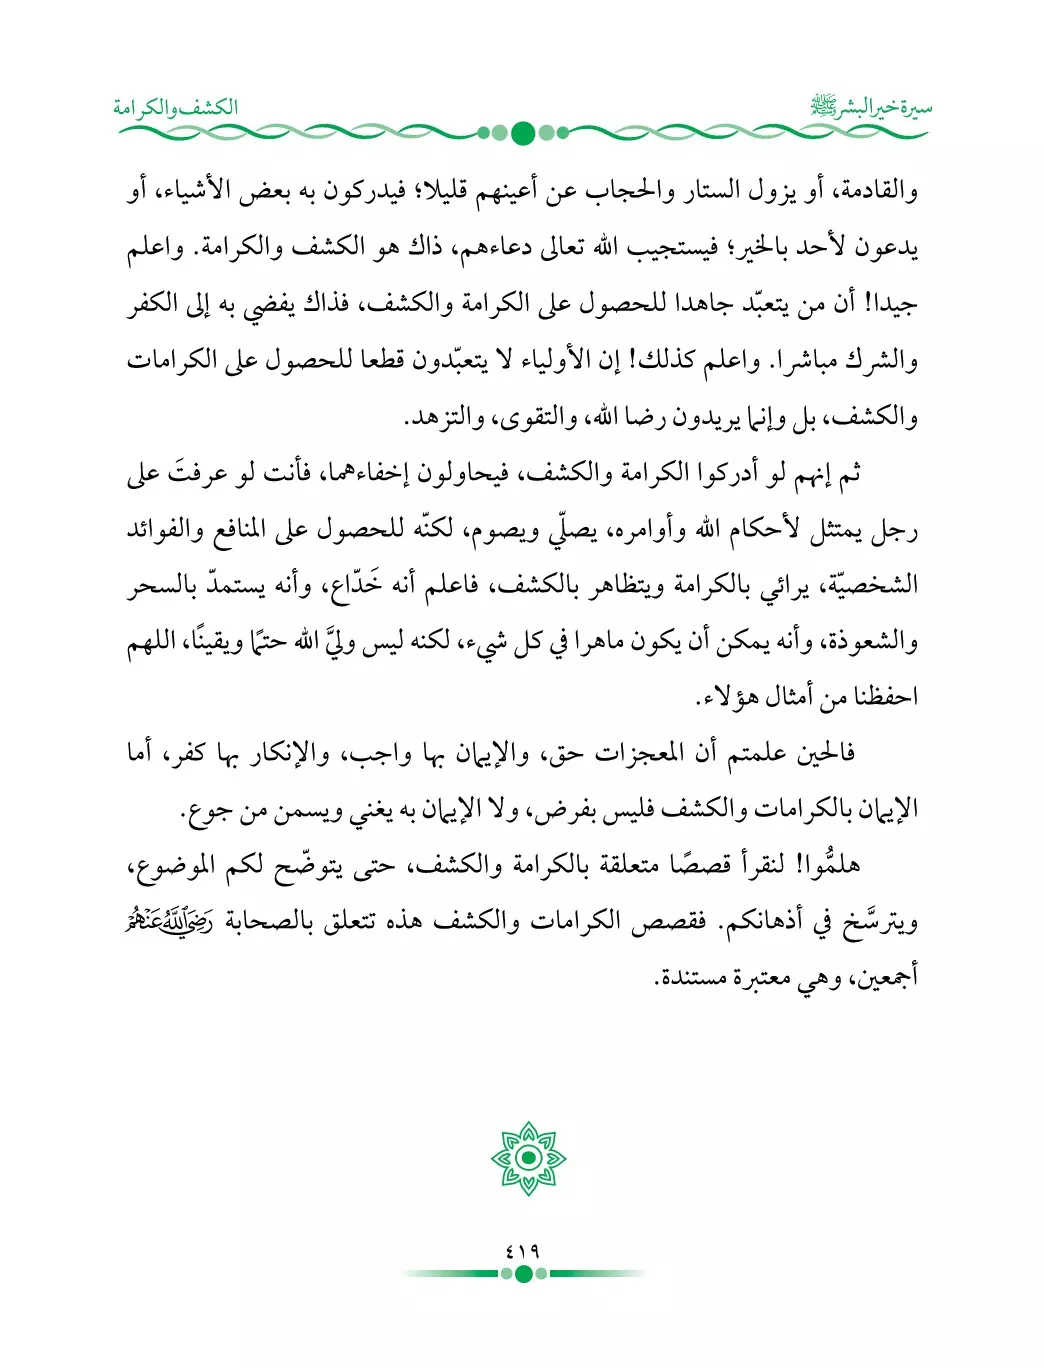 سيرة خير البشر ﷺ
الكشف والكرامة
والقادمة، أو يزول الستار والحجاب عن أعينهم قليلا؛ فيدركون به بعض الأشياء، أو
يدعون لأحد بالخير؛ فيستجيب الله تعالى دعاءهم، ذاك هو الكشف والكرامة. واعلم
جيدا! أن من يتعبّد جاهدا للحصول على الكرامة والكشف، فذاك يفضي به إلى الكفر
والشرك مباشرا. واعلم كذلك! إن الأولياء لا يتعبّدون قطعا للحصول على الكرامات
والكشف، بل وإنما يريدون رضا الله، والتقوى، والتزهد.
ثم إنهم لو أدركوا الكرامة والكشف، فيحاولون إخفاءهما، فأنت لو عرفتَ على
رجل يمتثل لأحكام الله وأوامره، يصلّي ويصوم، لكنّه للحصول على المنافع والفوائد
الشخصيّة، يرائي بالكرامة ويتظاهر بالكشف، فاعلم أنه خَدّاع، وأنه يستمدّ بالسحر
والشعوذة، وأنه يمكن أن يكون ماهرا في كل شيء، لكنه ليس وليَّ الله حتمًا ويقينًا، اللهم
احفظنا من أمثال هؤلاء.
فالحين علمتم أن المعجزات حق، والإيمان بها واجب، والإنكار بها كفر، أما
الإيمان بالكرامات والكشف فليس بفرض، ولا الإيمان به يغني ويسمن من جوع.
هلمُّوا! لنقرأ قصصًا متعلقة بالكرامة والكشف، حتى يتوضّح لكم الموضوع،
ويترسَّخ في أذهانكم. فقصص الكرامات والكشف هذه تتعلق بالصحابة رَضِيَ اللَّهُ عَنْهُمْ
أجمعين، وهي معتبرة مستندة.
٤١٩